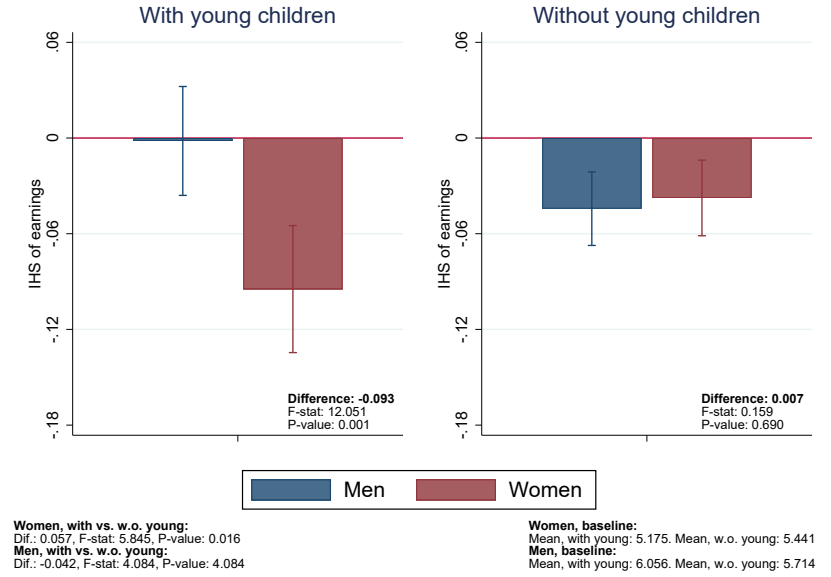 With young children
.06
0
-.06
-.12
-.18
IHS of earnings
Difference: -0.093
F-stat: 12.051
P-value: 0.001
Without young children
.06
0
-.06
-.12
-.18
IHS of earnings
Difference: 0.007
F-stat: 0.159
P-value: 0.690
Men
Women
Women, with vs. w.o. young:
Dif.: 0.057, F-stat: 5.845, P-value: 0.016
Men, with vs. w.o. young:
Dif.: -0.042, F-stat: 4.084, P-value: 4.084
Women, baseline:
Mean, with young: 5.175. Mean, w.o. young: 5.441
Men, baseline:
Mean, with young: 6.056. Mean, w.o. young: 5.714